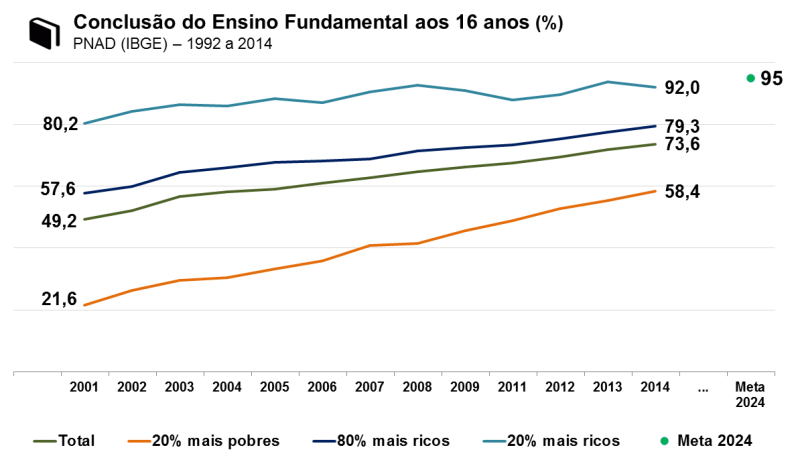 Conclusão do Ensino Fundamental aos 16 anos (%)
PNAD (IBGE) – 1992 a 2014
95
92,0
80,2
79,3
73,6
57,6
58,4
49,2
21,6
2001 2002 2003 2004 2005 2006 2007 2008 2009 2011 2012 2013 2014 ... Meta
2024
Total 20% mais pobres 80% mais ricos 20% mais ricos Meta 2024